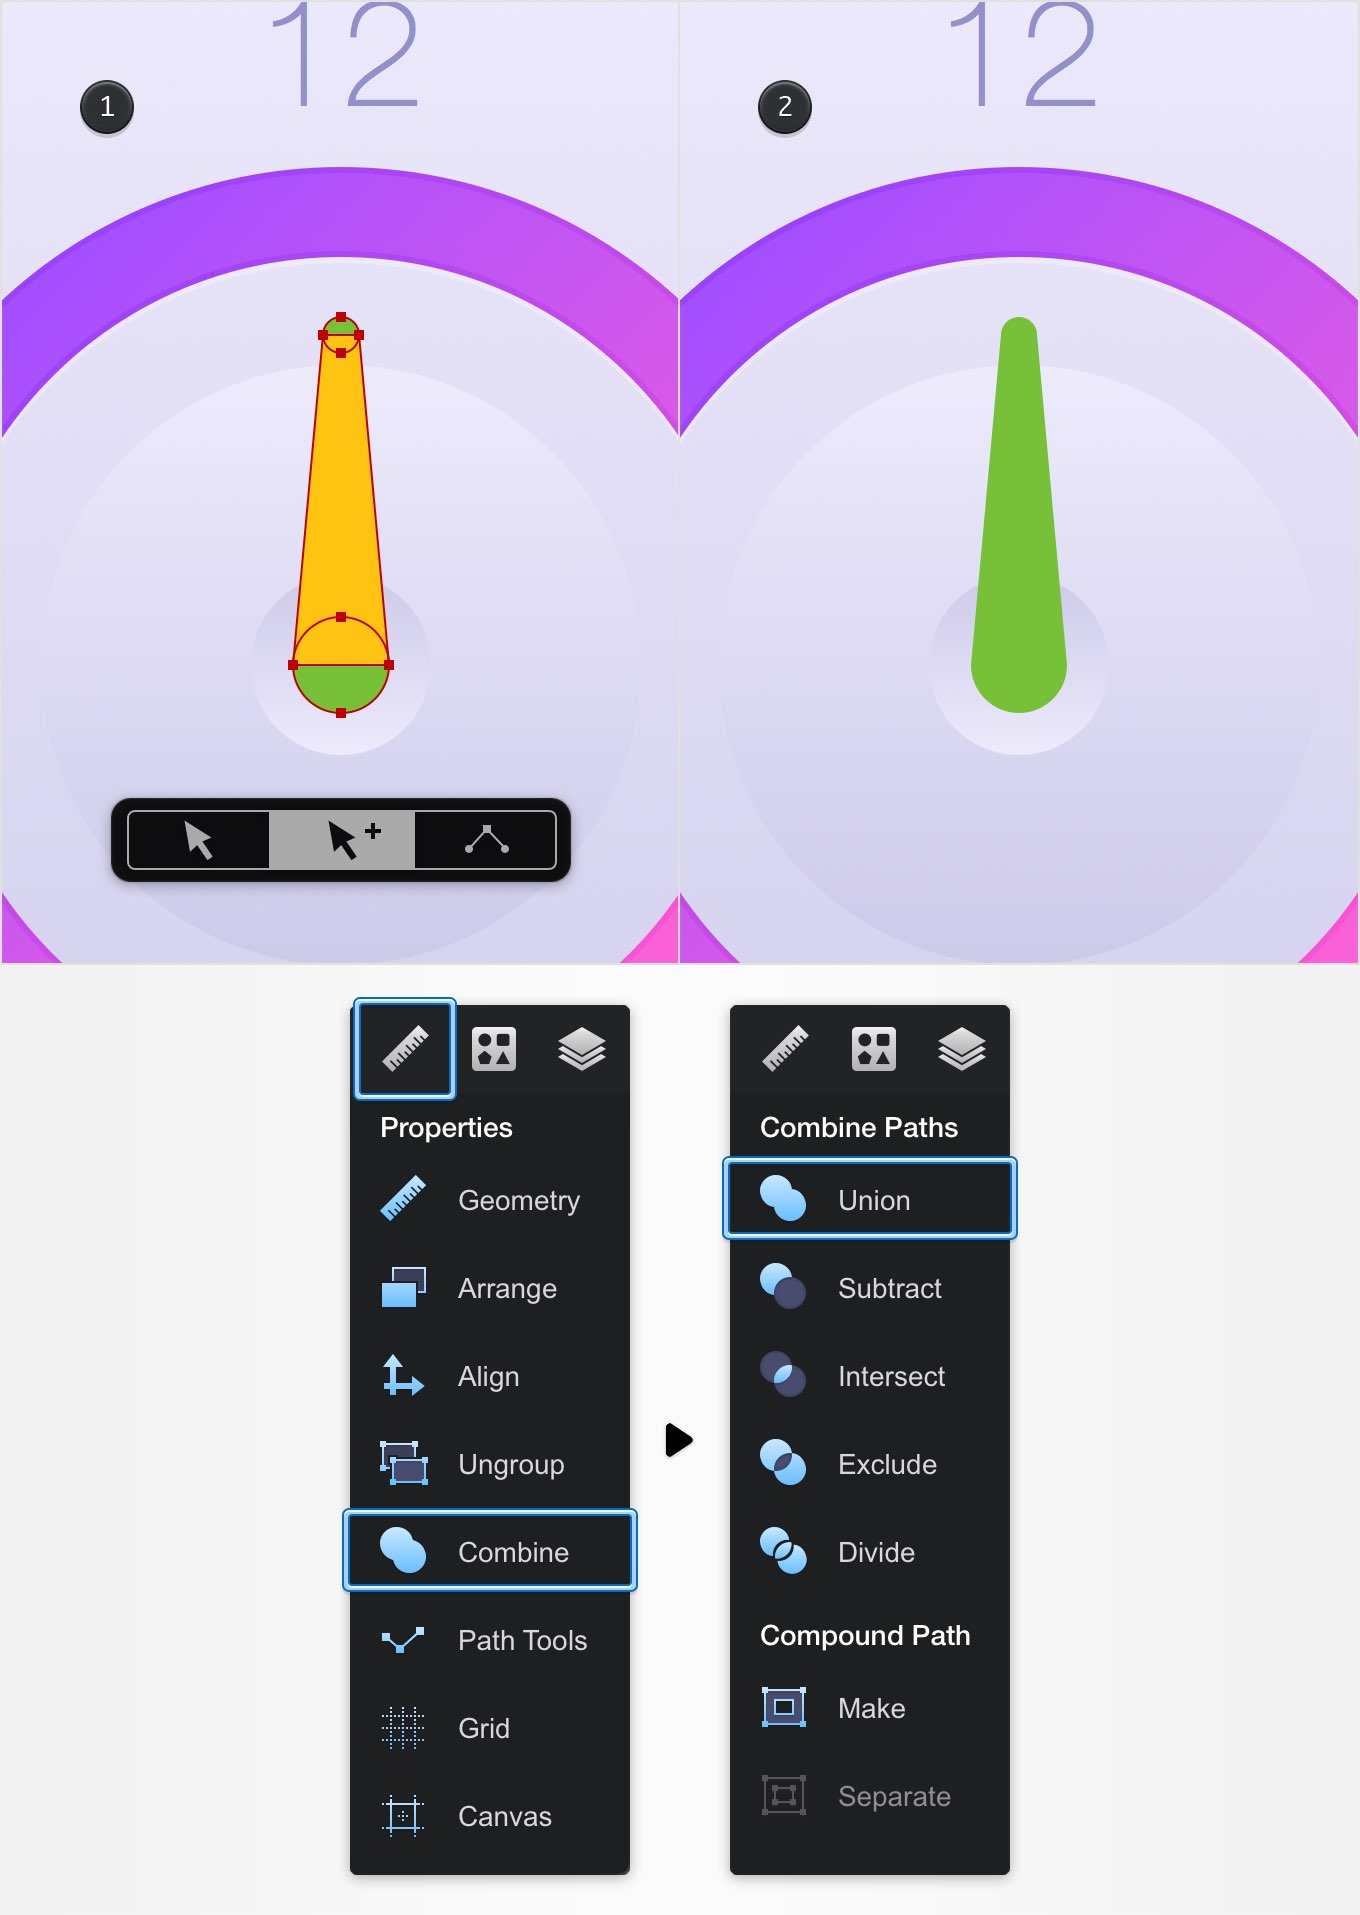 12
1
12
2
Properties
Geometry
Arrange
Align
Ungroup
Combine
Path Tools
Grid
Canvas
Combine Paths
Union
Subtract
Intersect
Exclude
Divide
Compound Path
Make
Separate